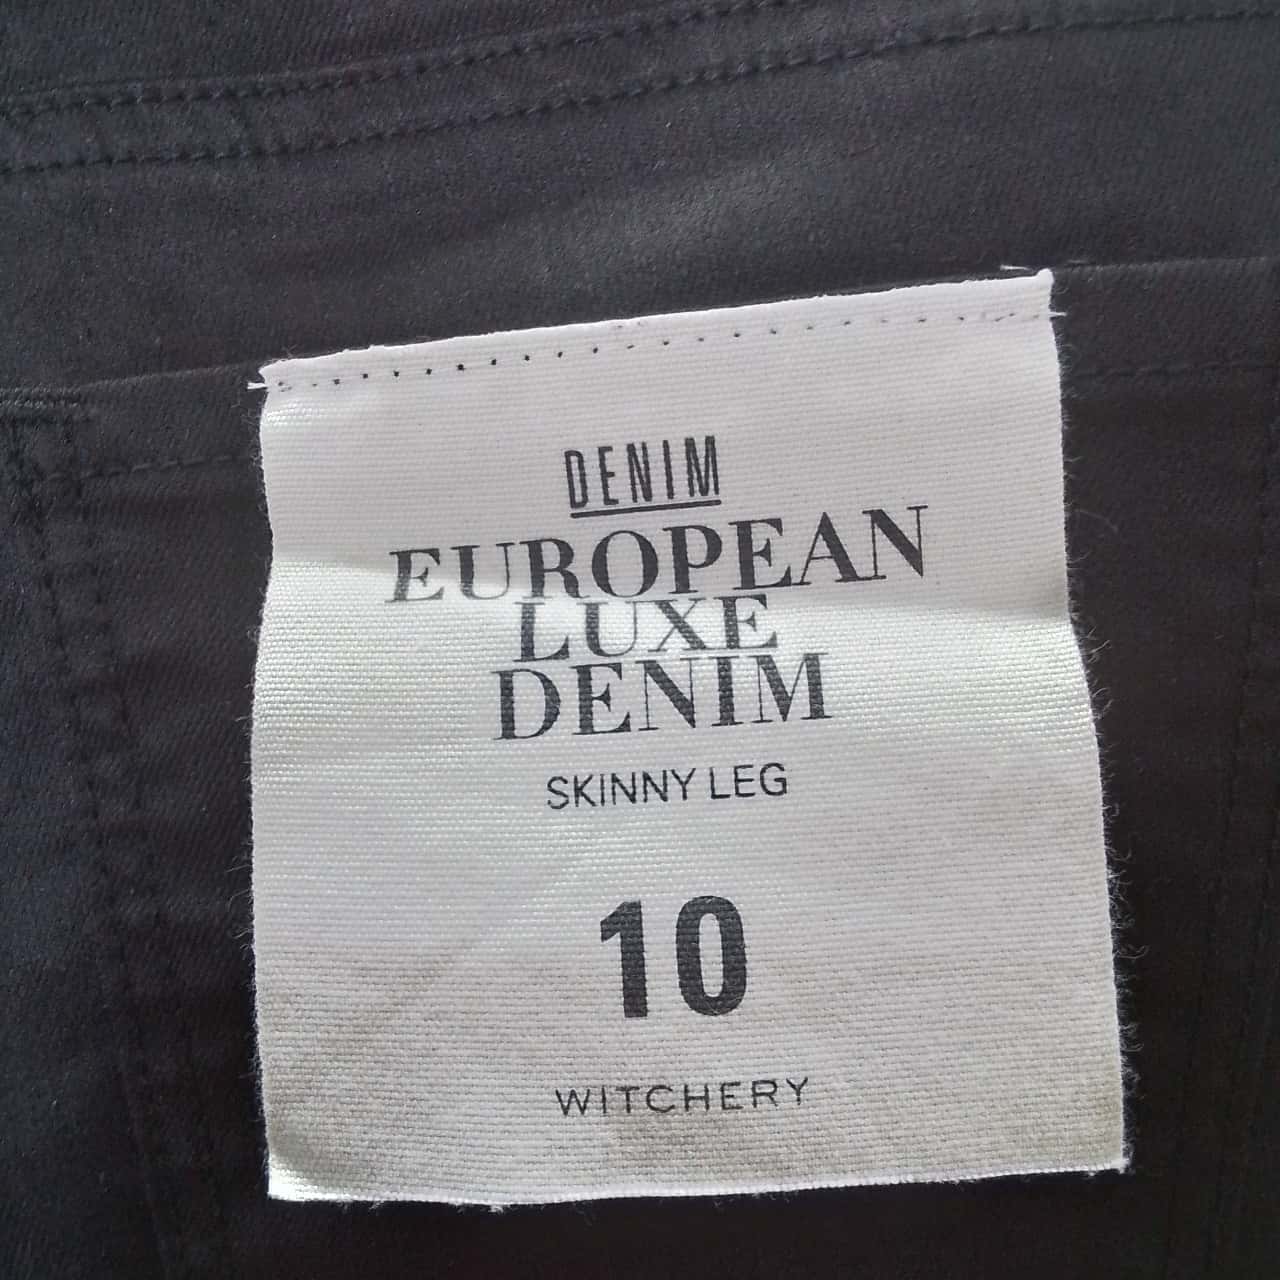 DENIM
EUROPEAN
LUXE
DENIM
SKINNY LEG
10
WITCHERY